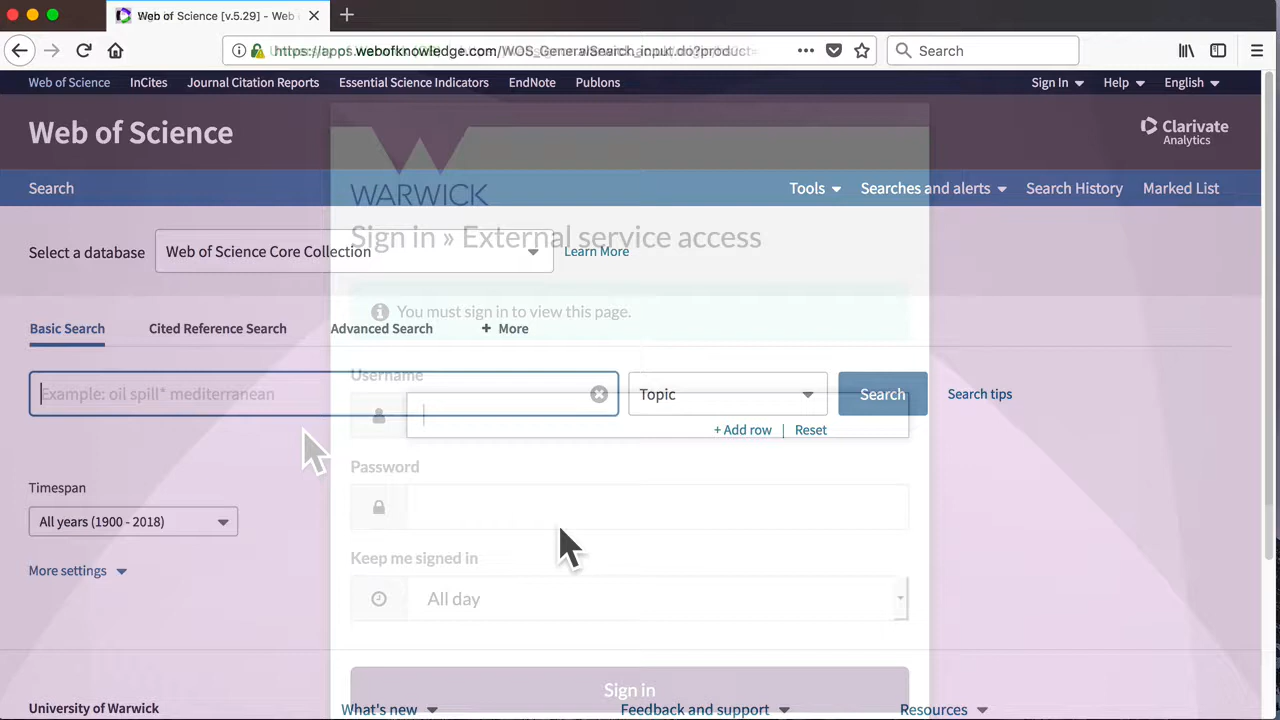 Web of Science [v.5.29] - Web
https://apps.webofknowledge.com/WOS_GeneralSearch_input.do?product=
Search
Web of Science
InCites
Journal Citation Reports
Essential Science Indicators
EndNote
Publons
Sign In
Help
English
Web of Science
Clarivate
Analytics
Search
Tools
Searches and alerts
Search History
Marked List
WARWICK
Sign in » External service access
Select a database
Web of Science Core Collection
Learn More
You must sign in to view this page.
Basic Search
Cited Reference Search
Advanced Search
+ More
Username
Example: oil spill* mediterranean
Topic
Search
Search tips
+ Add row | Reset
Password
Timespan
All years (1900 - 2018)
Keep me signed in
More settings
All day
Sign in
University of Warwick
What's new
Feedback and support
Resources